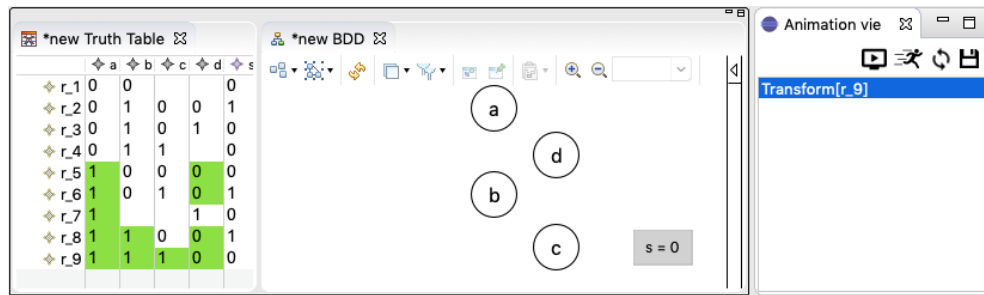 *new Truth Table
a b c d s
r_1 0 0 0
r_2 0 1 0 0 1
r_3 0 1 0 1 0
r_4 0 1 1 0
r_5 1 0 0 0 0
r_6 1 0 1 0 1
r_7 1 1 0
r_8 1 1 0 0 1
r_9 1 1 1 0 0
*new BDD
a
d
b
c
s = 0
Animation vie
Transform[r_9]